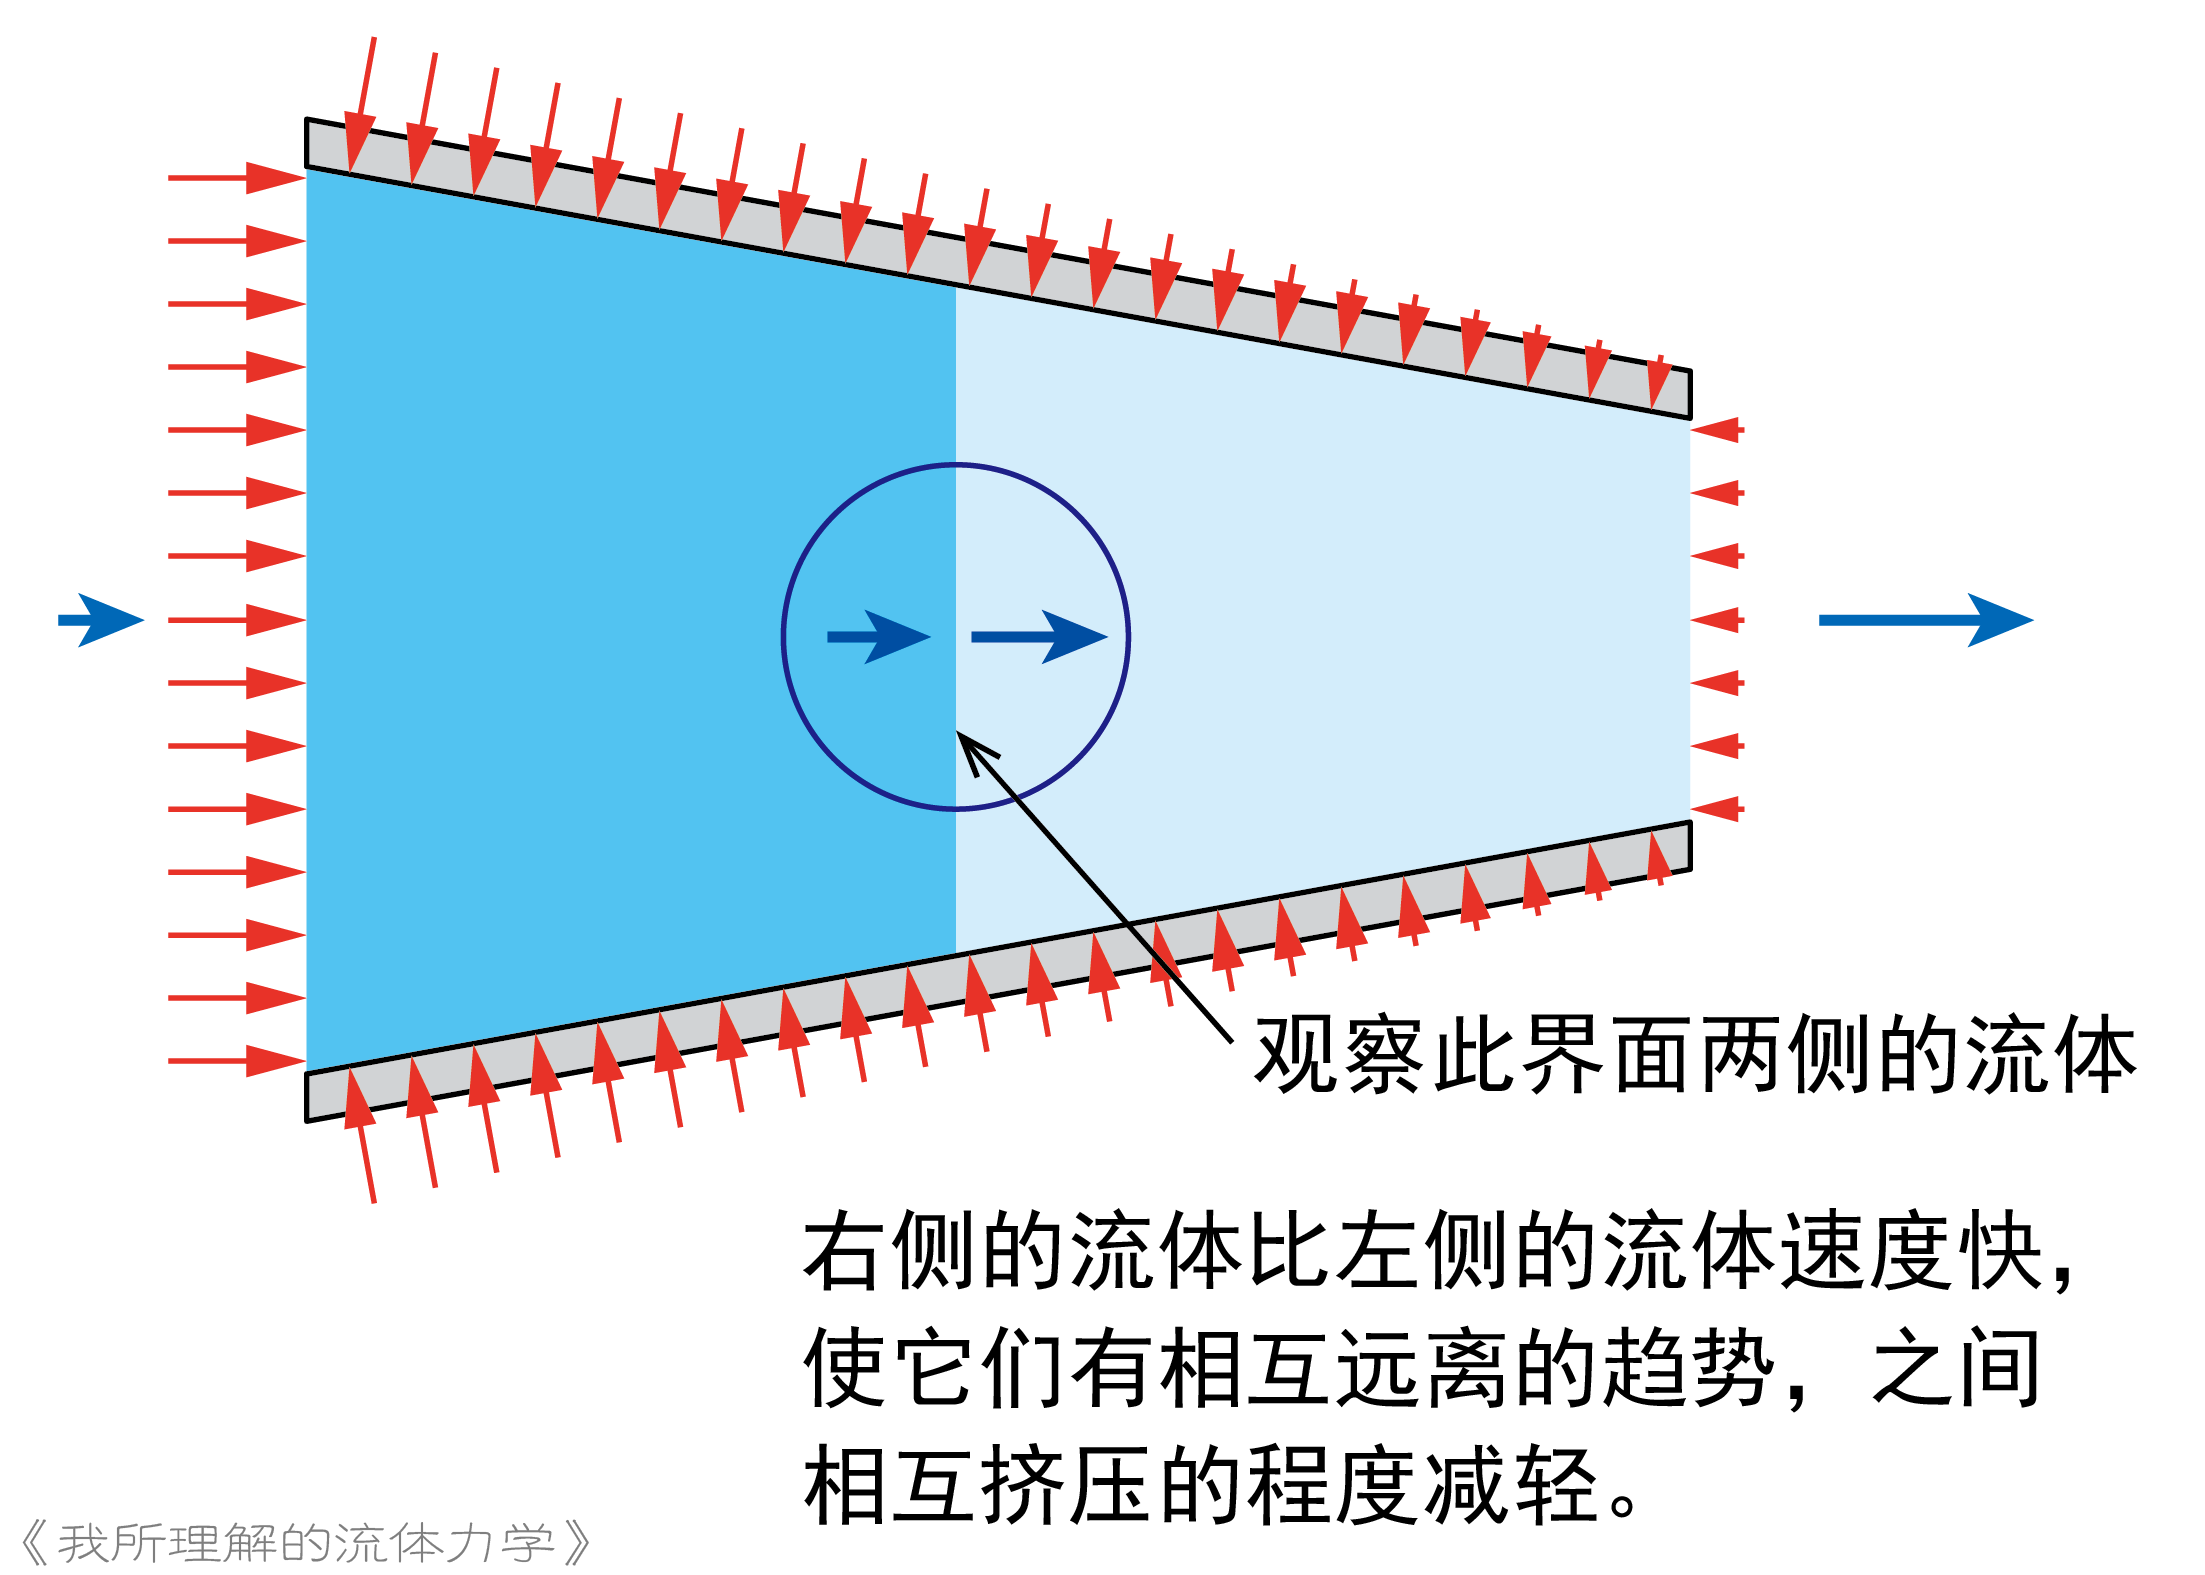 观察此界面两侧的流体
右侧的流体比左侧的流体速度快，
使它们有相互远离的趋势，之间
相互挤压的程度减轻。
《我所理解的流体力学》